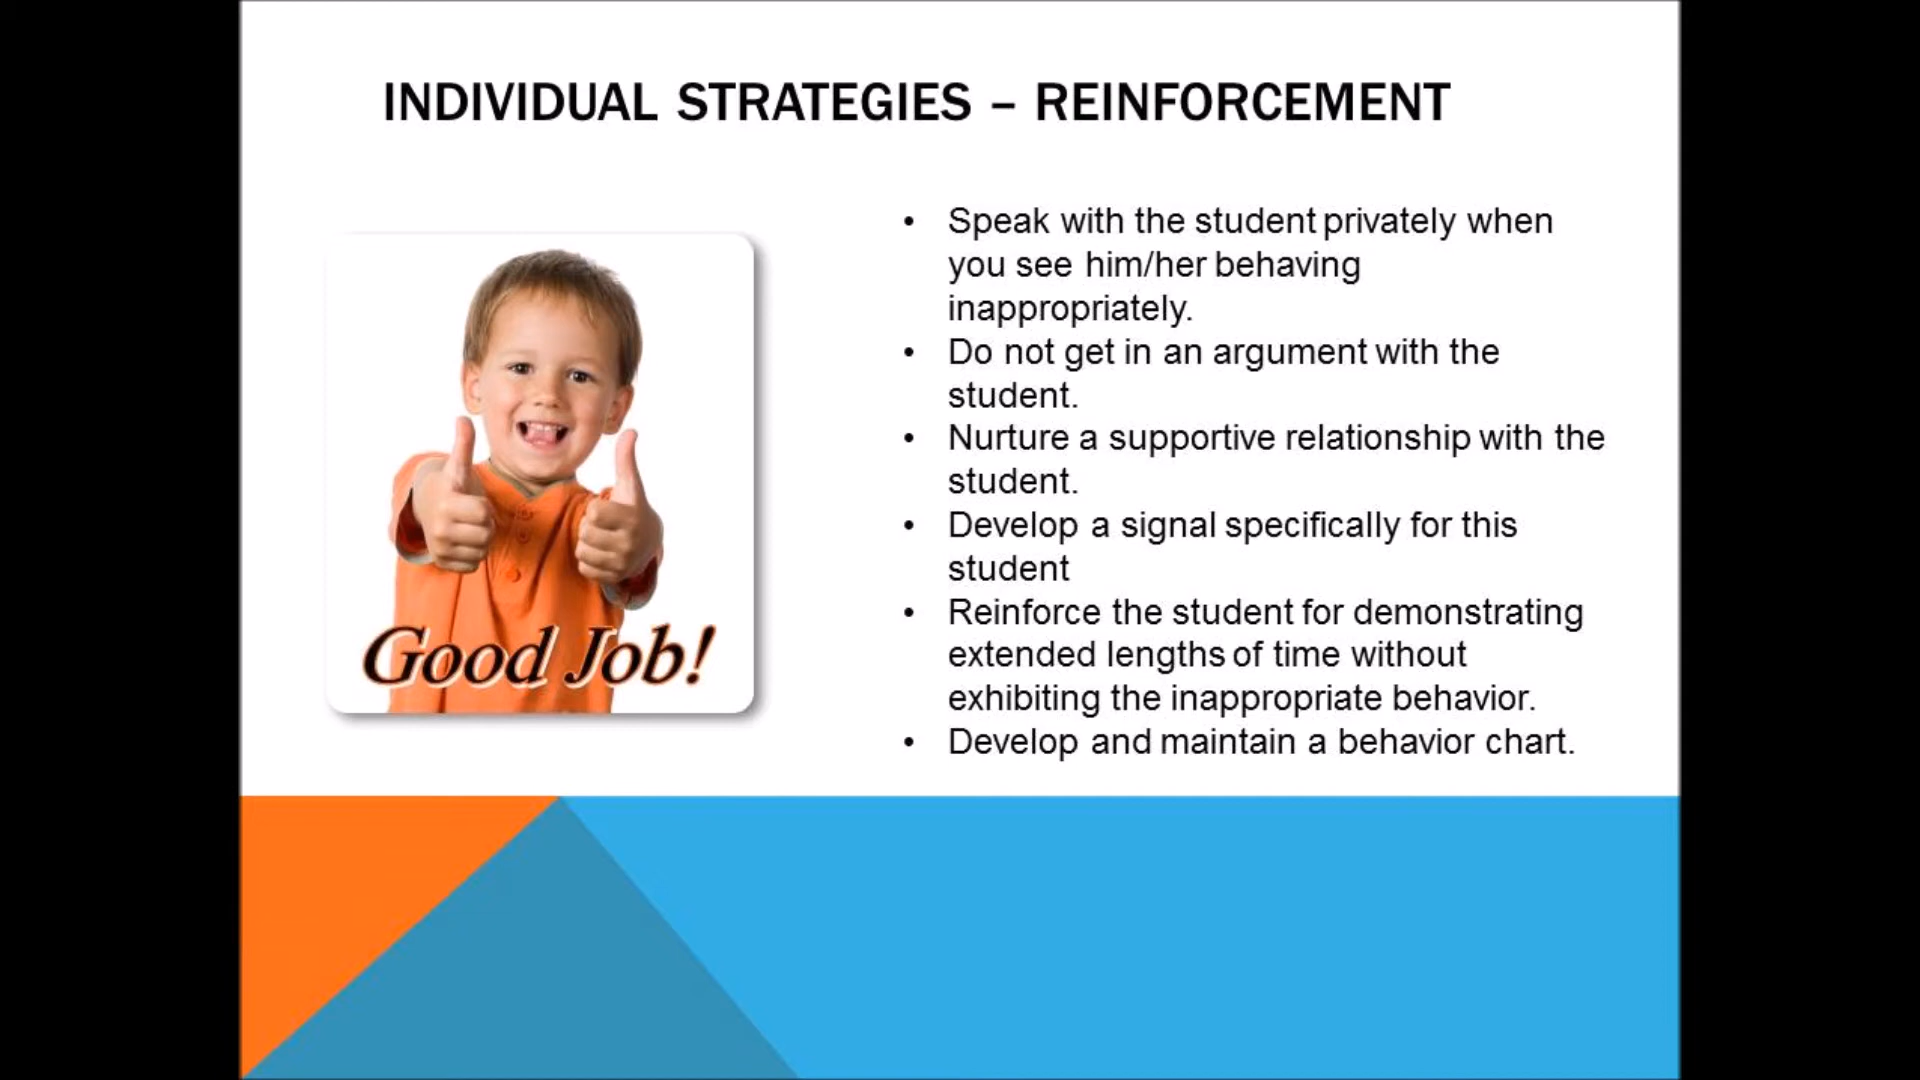 INDIVIDUAL STRATEGIES – REINFORCEMENT
• Speak with the student privately when
you see him/her behaving
inappropriately.
• Do not get in an argument with the
student.
• Nurture a supportive relationship with the
student.
• Develop a signal specifically for this
student
• Reinforce the student for demonstrating
extended lengths of time without
exhibiting the inappropriate behavior.
• Develop and maintain a behavior chart.
Good Job!